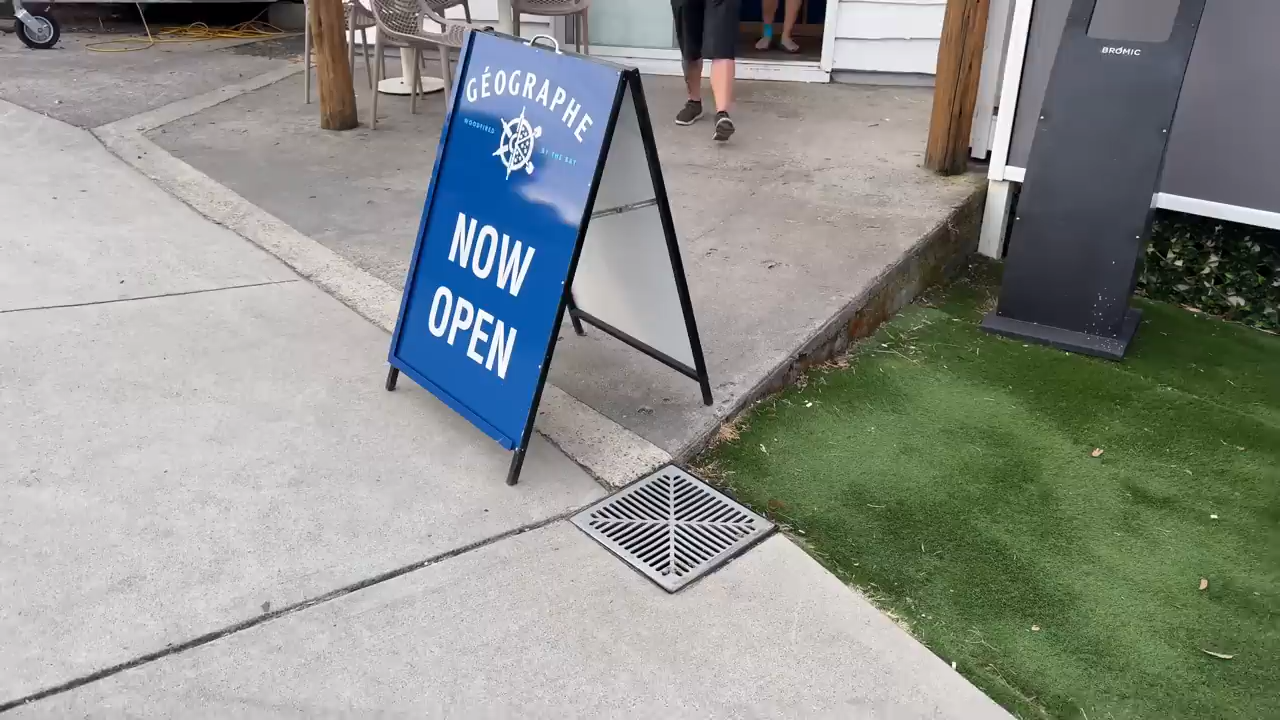 GÉOGRAPHE
WOODFIRED BY THE BAY
NOW
OPEN
BROMIC